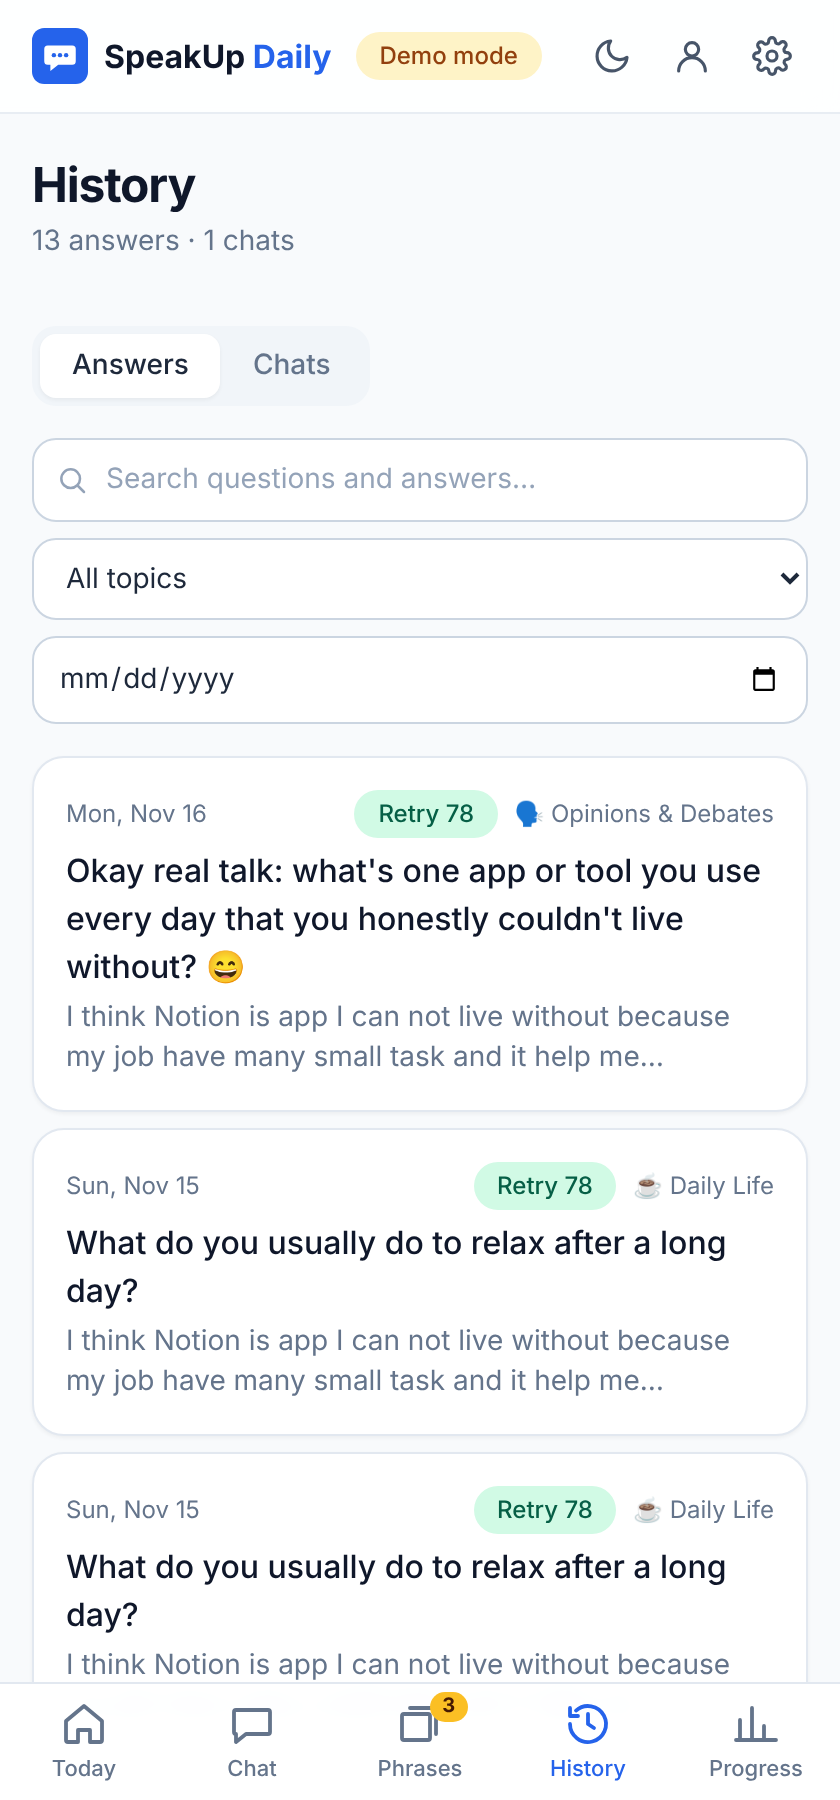 SpeakUp Daily
Demo mode
History
13 answers · 1 chats
Answers
Chats
Search questions and answers...
All topics
mm/dd/yyyy
Mon, Nov 16
Retry 78
🗣️ Opinions & Debates
Okay real talk: what's one app or tool you use
every day that you honestly couldn't live
without? 😄
I think Notion is app I can not live without because
my job have many small task and it help me...
Sun, Nov 15
Retry 78
☕ Daily Life
What do you usually do to relax after a long
day?
I think Notion is app I can not live without because
my job have many small task and it help me...
Sun, Nov 15
Retry 78
☕ Daily Life
What do you usually do to relax after a long
day?
I think Notion is app I can not live without because
3
Today
Chat
Phrases
History
Progress